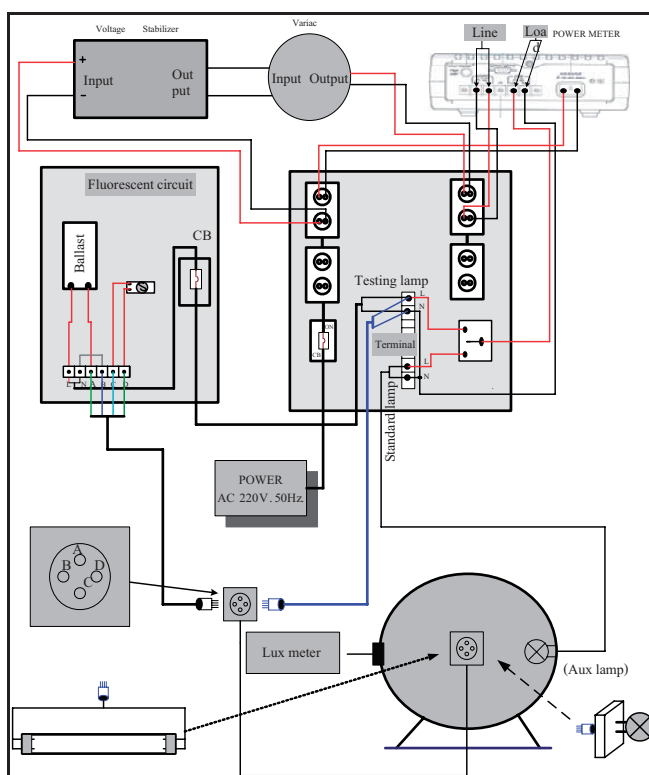 Voltage Stabilizer
Variac
Line
Loa
d
POWER METER
+
Input
-
Out
put
Input Output
Fluorescent circuit
CB
Ballast
L N A B C D
Testing lamp
L
N
ON
CB
Terminal
L
N
Standard lamp
POWER
AC 220V. 50Hz.
A
B
D
C
Lux meter
(Aux lamp)